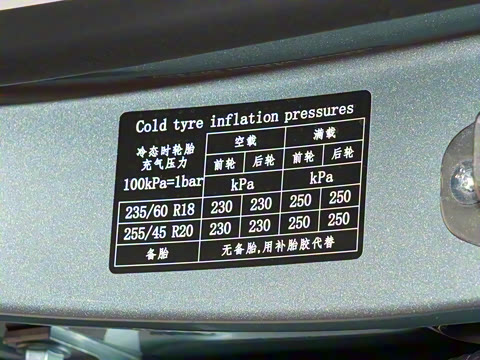 Cold tyre inflation pressures
冷态时轮胎
充气压力
100kPa=1bar
空载 满载
前轮 后轮 前轮 后轮
kPa kPa
235/60 R18 230 230 250 250
255/45 R20 230 230 250 250
备胎 无备胎,用补胎胶代替